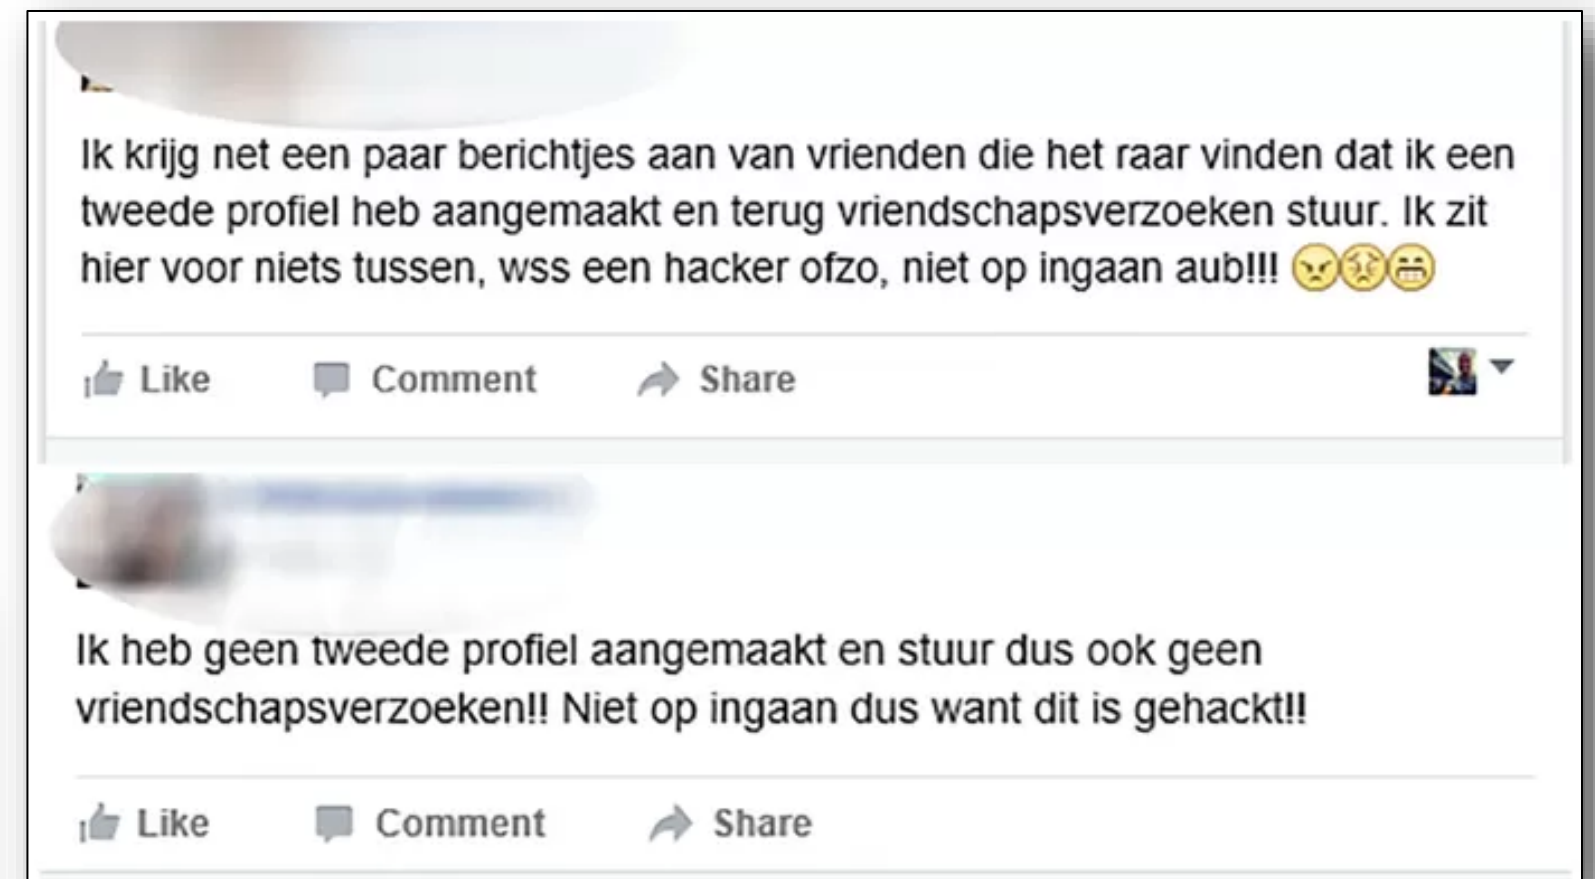 Ik krijg net een paar berichtjes aan van vrienden die het raar vinden dat ik een
tweede profiel heb aangemaakt en terug vriendschapsverzoeken stuur. Ik zit
hier voor niets tussen, wss een hacker ofzo, niet op ingaan aub!!! 😠😣😁
Like Comment Share
Ik heb geen tweede profiel aangemaakt en stuur dus ook geen
vriendschapsverzoeken!! Niet op ingaan dus want dit is gehackt!!
Like Comment Share